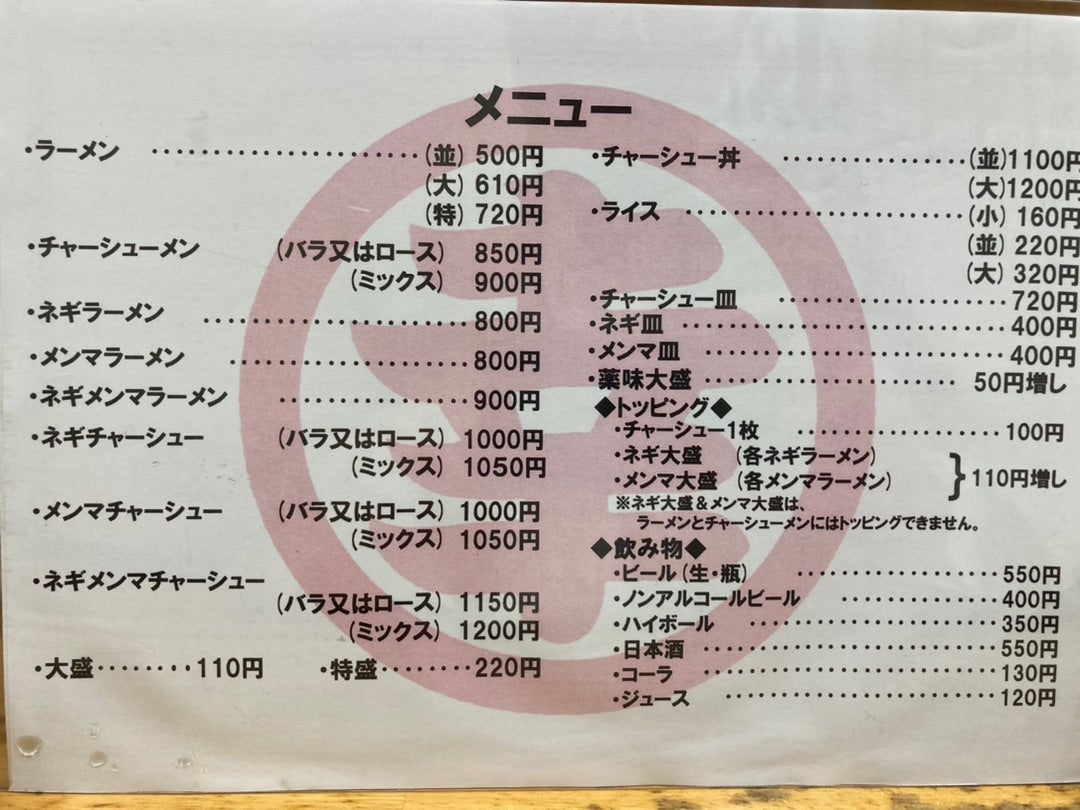 メニュー
・ラーメン ・・・・・・・・・・・・・・・・・・・・(並) 500円
(大) 610円
(特) 720円
・チャーシューメン (バラ又はロース) 850円
(ミックス) 900円
・ネギラーメン ・・・・・・・・・・・・・・・・・・・・800円
・メンマラーメン ・・・・・・・・・・・・・・・・・・800円
・ネギメンマラーメン ・・・・・・・・・・・・・・900円
・ネギチャーシュー (バラ又はロース) 1000円
(ミックス) 1050円
・メンマチャーシュー (バラ又はロース) 1000円
(ミックス) 1050円
・ネギメンマチャーシュー
(バラ又はロース) 1150円
(ミックス) 1200円
・大盛・・・・・・・・110円 ・特盛・・・・・・・・220円
・チャーシュー丼 ・・・・・・・・・・・・・・(並)1100円
(大)1200円
・ライス ・・・・・・・・・・・・・・・・・・・・・(小) 160円
(並) 220円
(大) 320円
・チャーシュー皿 ・・・・・・・・・・・・・・・・・720円
・ネギ皿 ・・・・・・・・・・・・・・・・・・・・・・・・400円
・メンマ皿 ・・・・・・・・・・・・・・・・・・・・・・400円
・薬味大盛 ・・・・・・・・・・・・・・・・・・・ 50円増し
◆トッピング◆
・チャーシュー1枚 ・・・・・・・・・・・・・・・100円
・ネギ大盛 (各ネギラーメン)
・メンマ大盛 (各メンマラーメン) }110円増し
※ネギ大盛&メンマ大盛は、
ラーメンとチャーシューメンにはトッピングできません。
◆飲み物◆
・ビール(生・瓶) ・・・・・・・・・・・・・・・・550円
・ノンアルコールビール ・・・・・・・・・・・・400円
・ハイボール ・・・・・・・・・・・・・・・・・・・350円
・日本酒 ・・・・・・・・・・・・・・・・・・・・・・550円
・コーラ ・・・・・・・・・・・・・・・・・・・・・・130円
・ジュース ・・・・・・・・・・・・・・・・・・・・120円